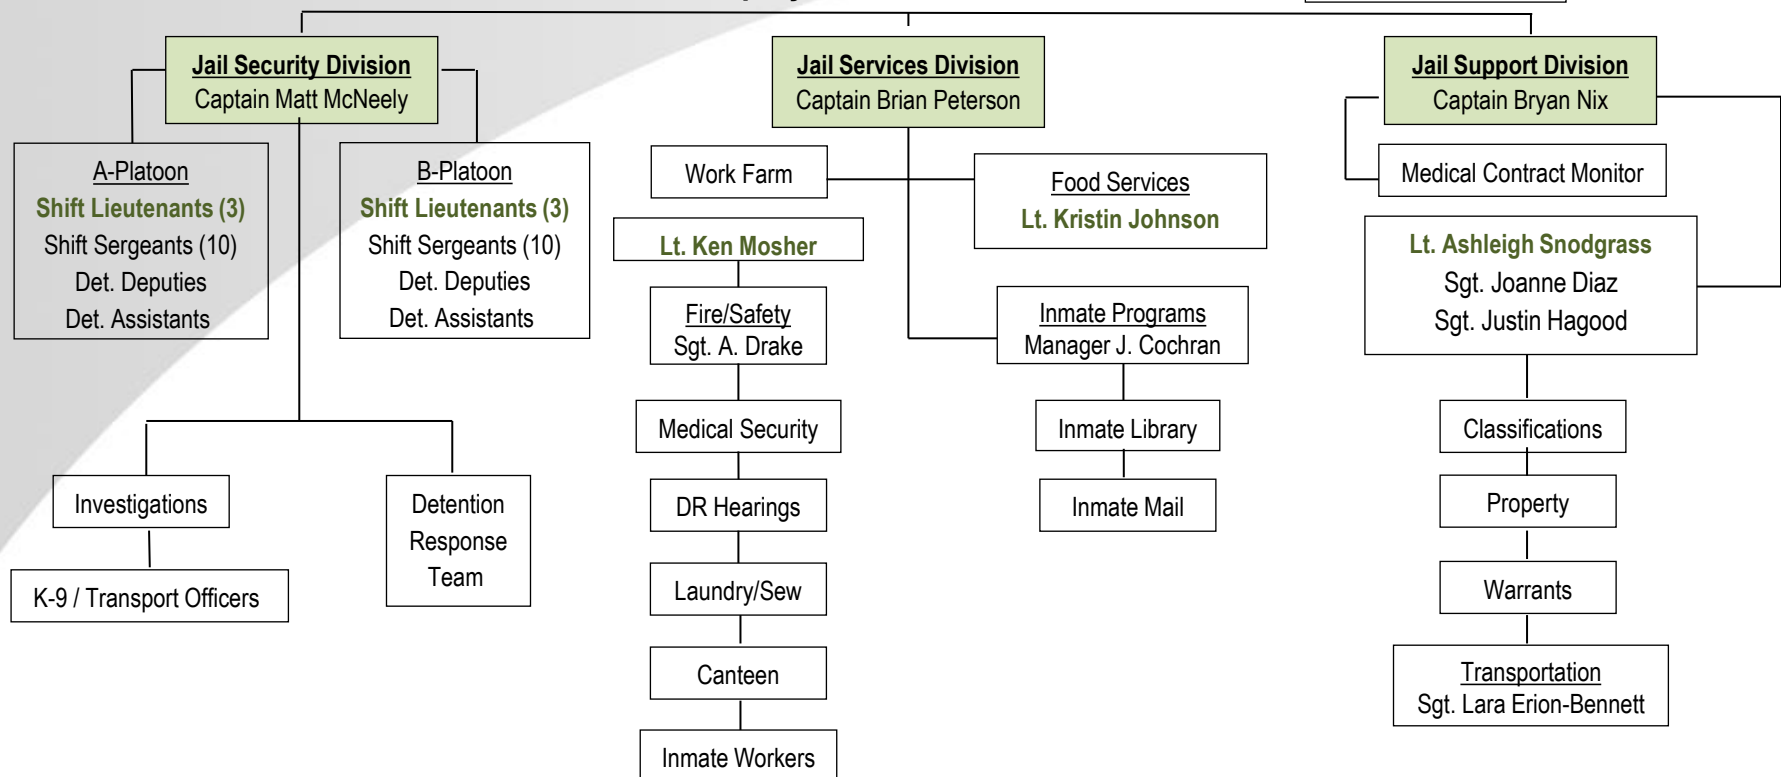 Jail Security Division
Captain Matt McNeely
A-Platoon
Shift Lieutenants (3)
Shift Sergeants (10)
Det. Deputies
Det. Assistants
B-Platoon
Shift Lieutenants (3)
Shift Sergeants (10)
Det. Deputies
Det. Assistants
Investigations
K-9 / Transport Officers
Detention
Response
Team
Jail Services Division
Captain Brian Peterson
Work Farm
Food Services
Lt. Kristin Johnson
Lt. Ken Mosher
Fire/Safety
Sgt. A. Drake
Medical Security
DR Hearings
Laundry/Sew
Canteen
Inmate Workers
Inmate Programs
Manager J. Cochran
Inmate Library
Inmate Mail
Jail Support Division
Captain Bryan Nix
Medical Contract Monitor
Lt. Ashleigh Snodgrass
Sgt. Joanne Diaz
Sgt. Justin Hagood
Classifications
Property
Warrants
Transportation
Sgt. Lara Erion-Bennett